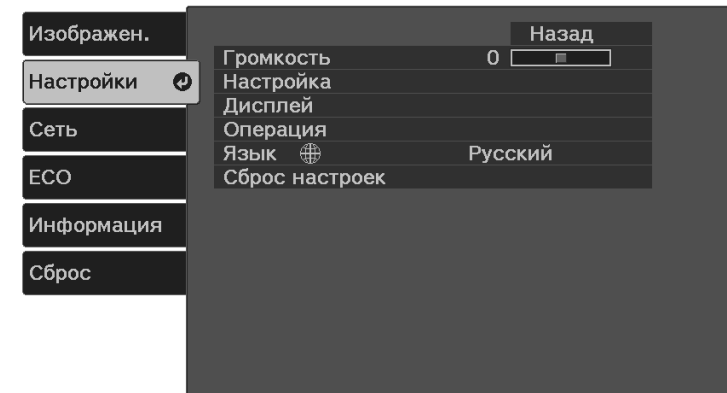 Изображен.
Настройки
Сеть
ECO
Информация
Сброс
Назад
Громкость 0
Настройка
Дисплей
Операция
Язык Русский
Сброс настроек